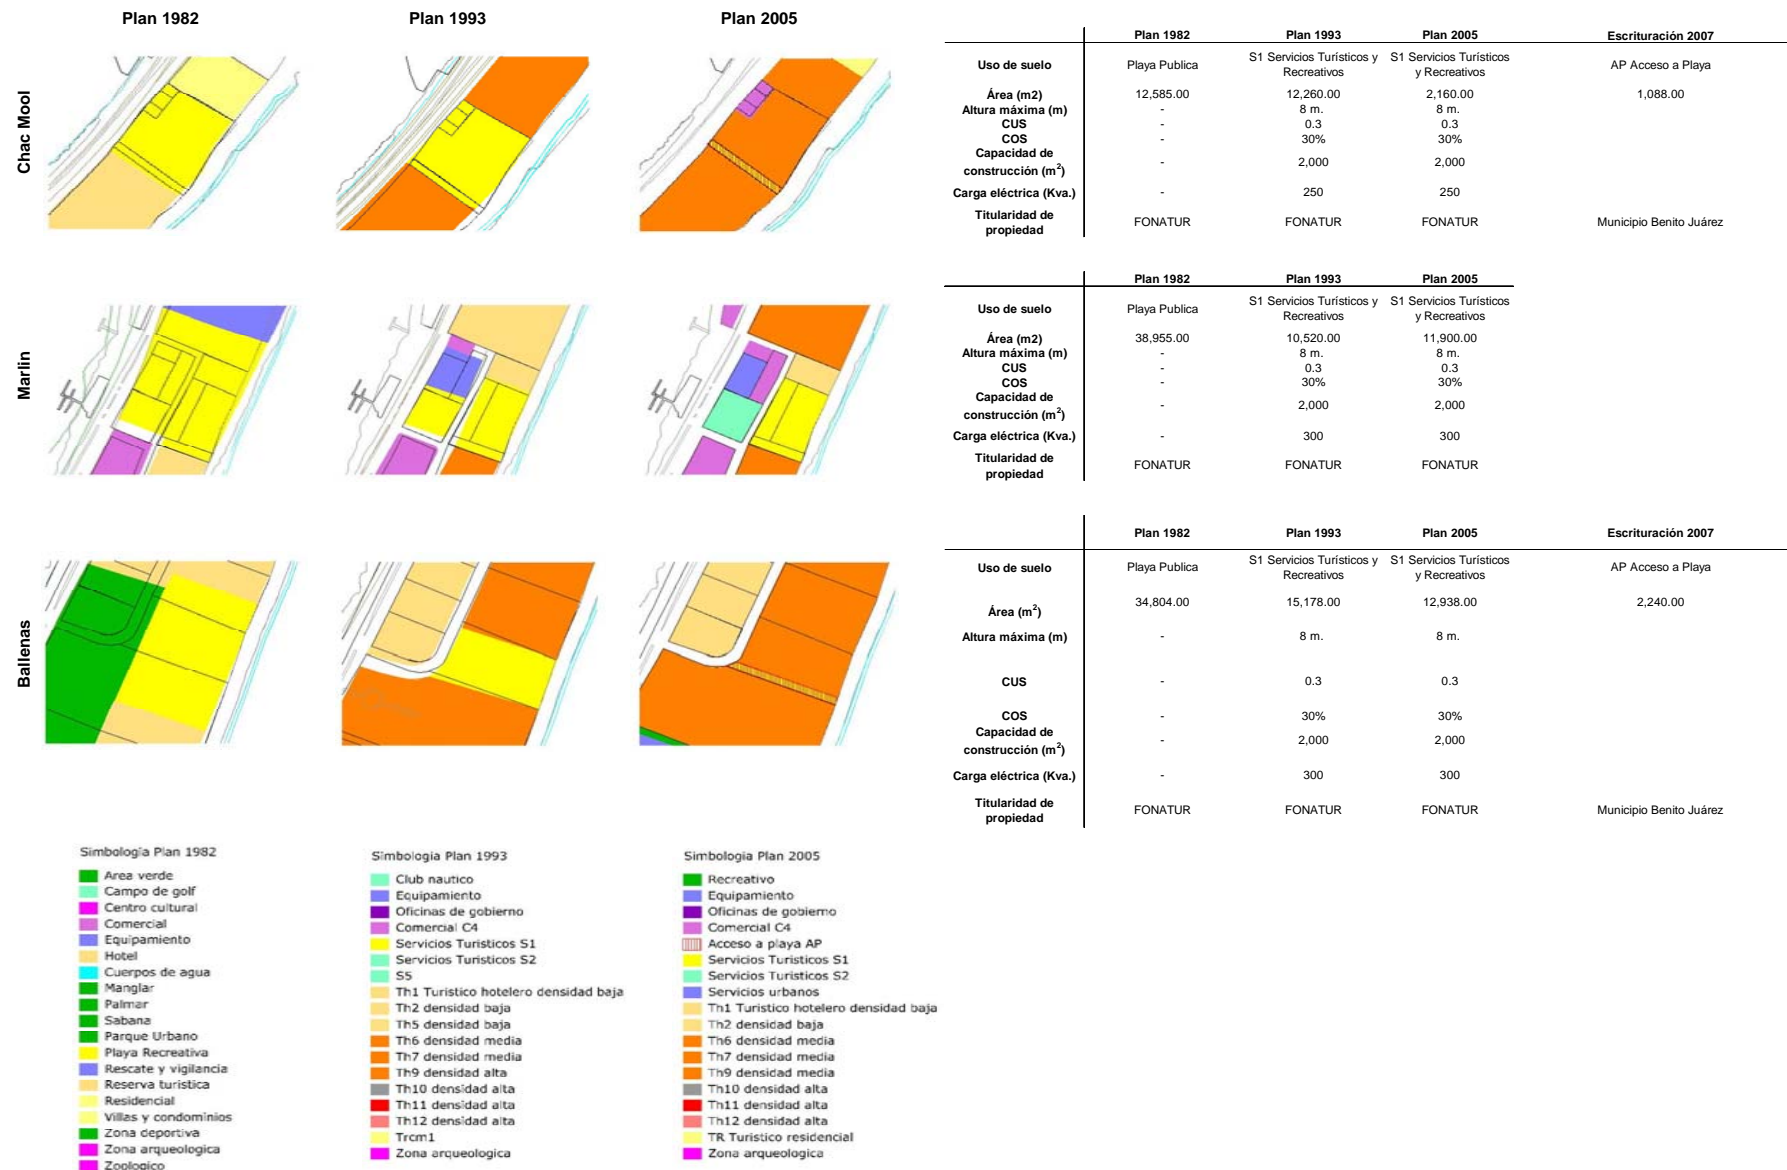 Plan 1982
Plan 1993
Plan 2005
Chac Mool
Plan 1982 Plan 1993 Plan 2005 Escrituración 2007
Uso de suelo Playa Publica S1 Servicios Turísticos y Recreativos S1 Servicios Turísticos y Recreativos AP Acceso a Playa
Área (m2) 12,585.00 12,260.00 2,160.00 1,088.00
Altura máxima (m) - 8 m. 8 m.
CUS - 0.3 0.3
COS - 30% 30%
Capacidad de construcción (m²) - 2,000 2,000
Carga eléctrica (Kva.) - 250 250
Titularidad de propiedad FONATUR FONATUR FONATUR Municipio Benito Juárez
Marlin
Plan 1982 Plan 1993 Plan 2005
Uso de suelo Playa Publica S1 Servicios Turísticos y Recreativos S1 Servicios Turísticos y Recreativos
Área (m2) 38,955.00 10,520.00 11,900.00
Altura máxima (m) - 8 m. 8 m.
CUS - 0.3 0.3
COS - 30% 30%
Capacidad de construcción (m²) - 2,000 2,000
Carga eléctrica (Kva.) - 300 300
Titularidad de propiedad FONATUR FONATUR FONATUR
Ballenas
Plan 1982 Plan 1993 Plan 2005 Escrituración 2007
Uso de suelo Playa Publica S1 Servicios Turísticos y Recreativos S1 Servicios Turísticos y Recreativos AP Acceso a Playa
Área (m²) 34,804.00 15,178.00 12,938.00 2,240.00
Altura máxima (m) - 8 m. 8 m.
CUS - 0.3 0.3
COS - 30% 30%
Capacidad de construcción (m²) - 2,000 2,000
Carga eléctrica (Kva.) - 300 300
Titularidad de propiedad FONATUR FONATUR FONATUR Municipio Benito Juárez
Simbología Plan 1982
Area verde
Campo de golf
Centro cultural
Comercial
Equipamiento
Hotel
Cuerpos de agua
Manglar
Palmar
Sabana
Parque Urbano
Playa Recreativa
Rescate y vigilancia
Reserva turistica
Residencial
Villas y condominios
Zona deportiva
Zona arqueologica
Zoologico
Simbologia Plan 1993
Club nautico
Equipamiento
Oficinas de gobierno
Comercial C4
Servicios Turisticos S1
Servicios Turisticos S2
S5
Th1 Turistico hotelero densidad baja
Th2 densidad baja
Th5 densidad baja
Th6 densidad media
Th7 densidad media
Th9 densidad alta
Th10 densidad alta
Th11 densidad alta
Th12 densidad alta
Trcm1
Zona arqueologica
Simbologia Plan 2005
Recreativo
Equipamiento
Oficinas de gobierno
Comercial C4
Acceso a playa AP
Servicios Turisticos S1
Servicios Turisticos S2
Servicios urbanos
Th1 Turistico hotelero densidad baja
Th2 densidad baja
Th6 densidad media
Th7 densidad media
Th9 densidad media
Th10 densidad alta
Th11 densidad alta
Th12 densidad alta
TR Turistico residencial
Zona arqueologica